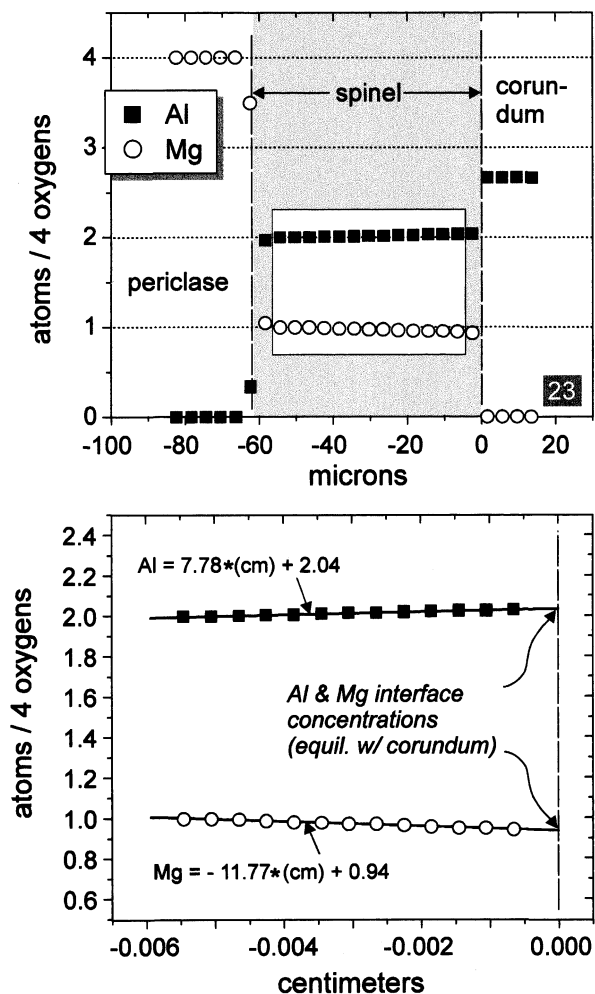 4
3
2
1
0
atoms / 4 oxygens
Al
Mg
spinel
corun-
dum
periclase
23
-100
-80
-60
-40
-20
0
20
microns
2.4
2.2
2.0
1.8
1.6
1.4
1.2
1.0
0.8
0.6
atoms / 4 oxygens
Al = 7.78*(cm) + 2.04
Al & Mg interface
concentrations
(equil. w/ corundum)
Mg = - 11.77*(cm) + 0.94
-0.006
-0.004
-0.002
0.000
centimeters